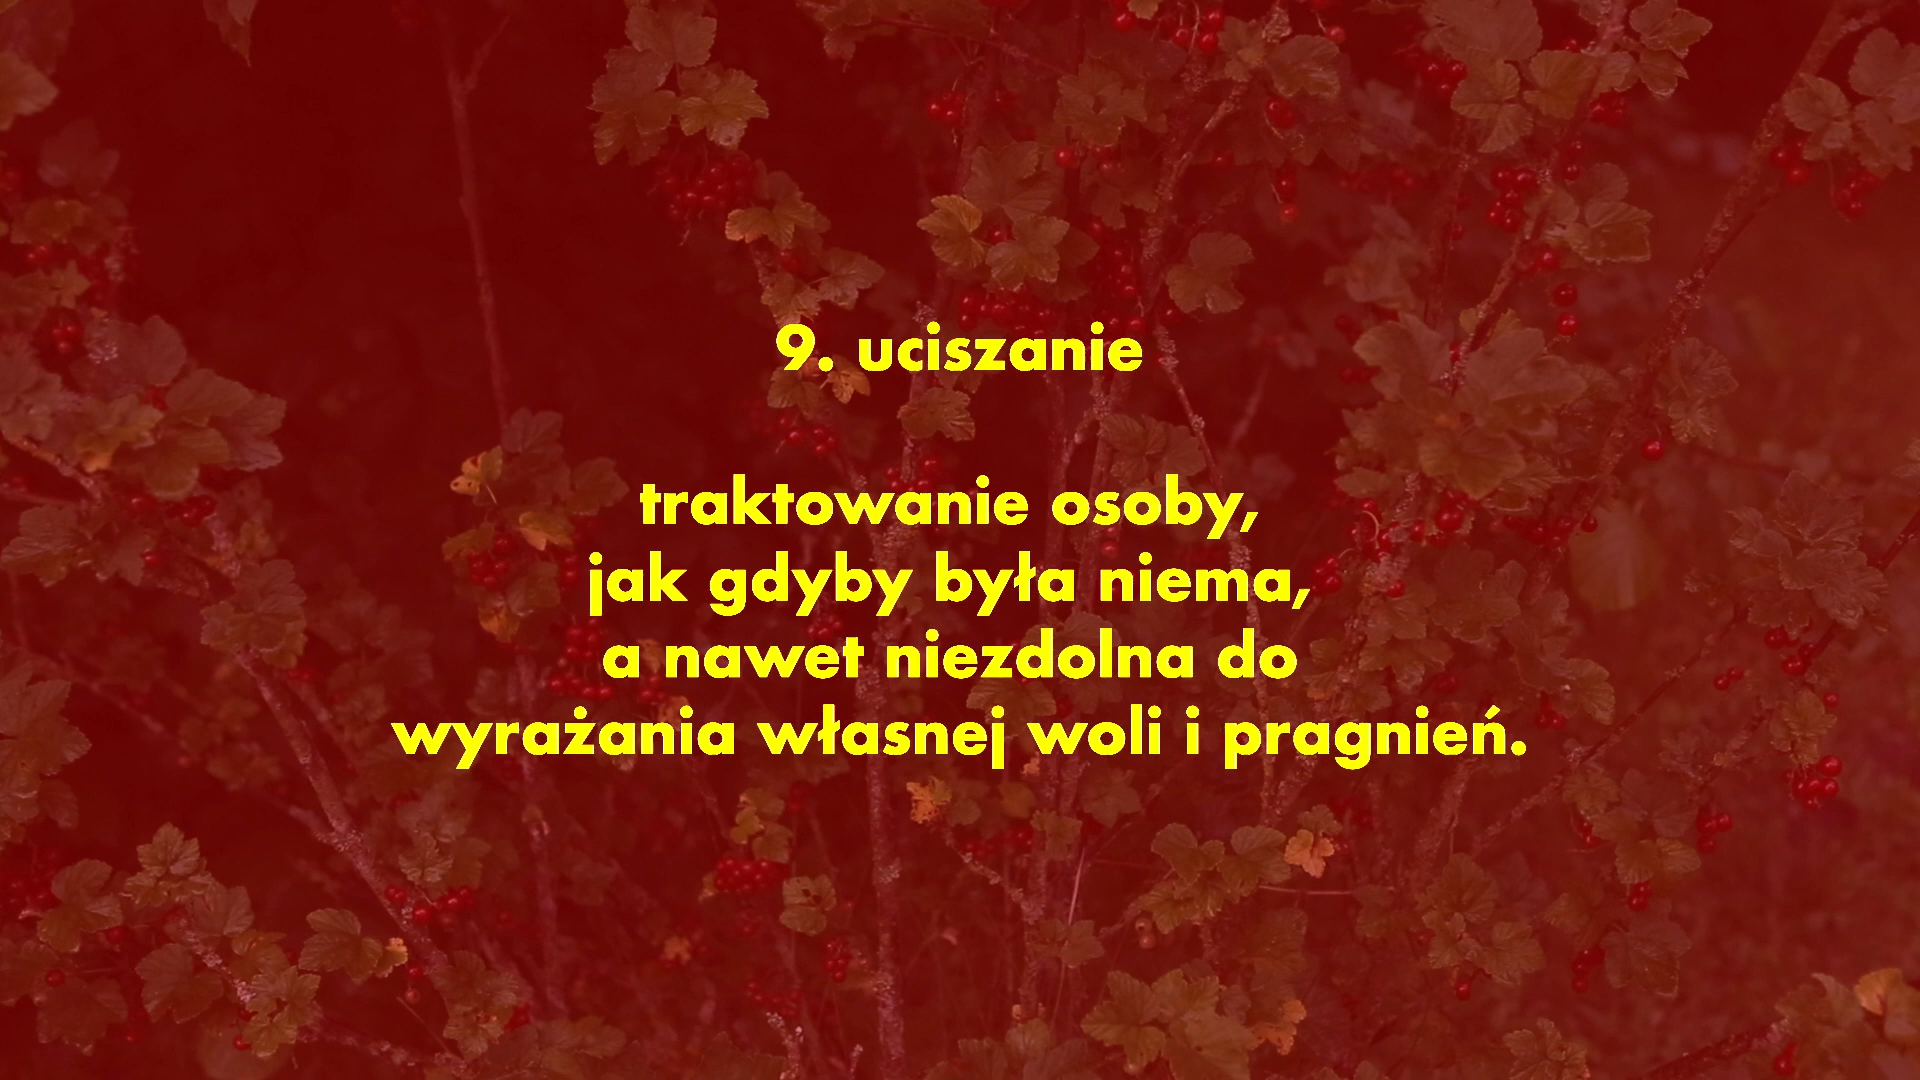 9. uciszanie
traktowanie osoby,
jak gdyby była niema,
a nawet niezdolna do
wyrażania własnej woli i pragnień.